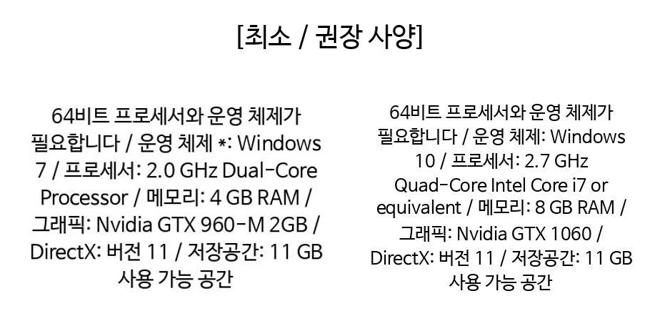 [최소 / 권장 사양]
64비트 프로세서와 운영 체제가
필요합니다 / 운영 체제 *: Windows
7 / 프로세서: 2.0 GHz Dual-Core
Processor / 메모리: 4 GB RAM /
그래픽: Nvidia GTX 960-M 2GB /
DirectX: 버전 11 / 저장공간: 11 GB
사용 가능 공간
64비트 프로세서와 운영 체제가
필요합니다 / 운영 체제: Windows
10 / 프로세서: 2.7 GHz
Quad-Core Intel Core i7 or
equivalent / 메모리: 8 GB RAM /
그래픽: Nvidia GTX 1060 /
DirectX: 버전 11 / 저장공간: 11 GB
사용 가능 공간